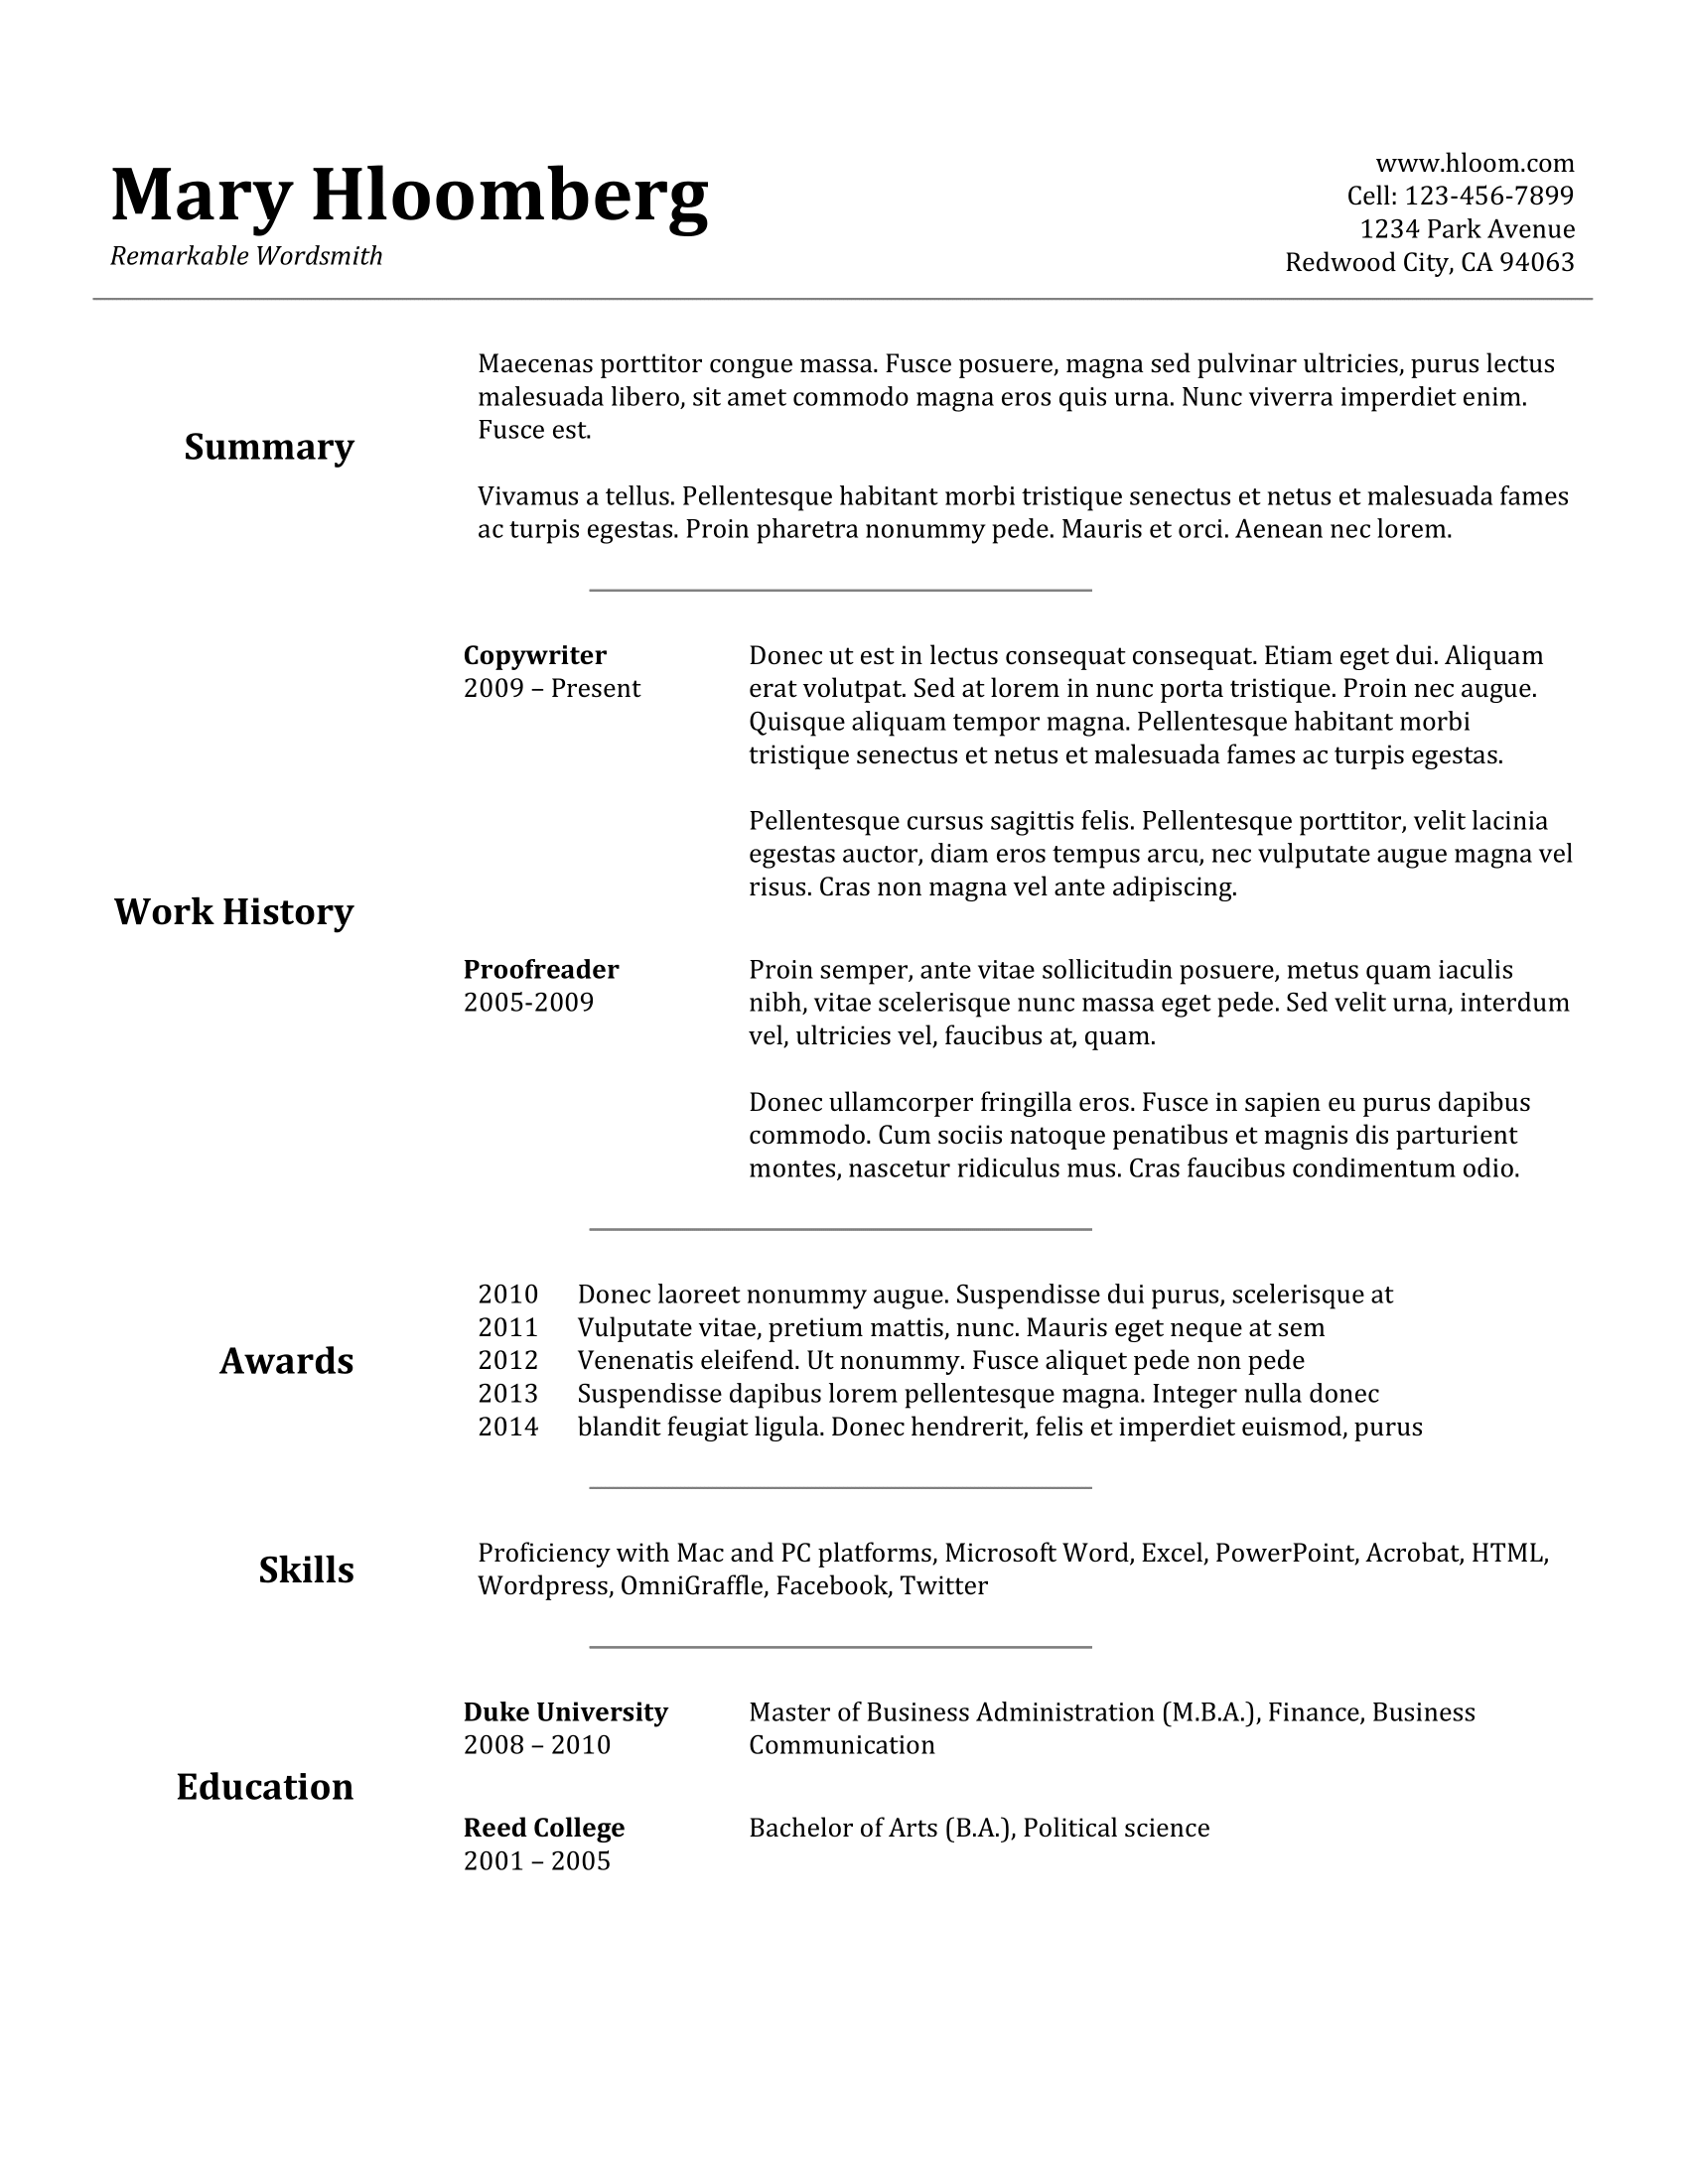 Mary Hloomberg
Remarkable Wordsmith
www.hloom.com
Cell: 123-456-7899
1234 Park Avenue
Redwood City, CA 94063
Summary
Maecenas porttitor congue massa. Fusce posuere, magna sed pulvinar ultricies, purus lectus
malesuada libero, sit amet commodo magna eros quis urna. Nunc viverra imperdiet enim.
Fusce est.
Vivamus a tellus. Pellentesque habitant morbi tristique senectus et netus et malesuada fames
ac turpis egestas. Proin pharetra nonummy pede. Mauris et orci. Aenean nec lorem.
Work History
Copywriter
2009 – Present
Donec ut est in lectus consequat consequat. Etiam eget dui. Aliquam
erat volutpat. Sed at lorem in nunc porta tristique. Proin nec augue.
Quisque aliquam tempor magna. Pellentesque habitant morbi
tristique senectus et netus et malesuada fames ac turpis egestas.
Pellentesque cursus sagittis felis. Pellentesque porttitor, velit lacinia
egestas auctor, diam eros tempus arcu, nec vulputate augue magna vel
risus. Cras non magna vel ante adipiscing.
Proofreader
2005-2009
Proin semper, ante vitae sollicitudin posuere, metus quam iaculis
nibh, vitae scelerisque nunc massa eget pede. Sed velit urna, interdum
vel, ultricies vel, faucibus at, quam.
Donec ullamcorper fringilla eros. Fusce in sapien eu purus dapibus
commodo. Cum sociis natoque penatibus et magnis dis parturient
montes, nascetur ridiculus mus. Cras faucibus condimentum odio.
Awards
2010 Donec laoreet nonummy augue. Suspendisse dui purus, scelerisque at
2011 Vulputate vitae, pretium mattis, nunc. Mauris eget neque at sem
2012 Venenatis eleifend. Ut nonummy. Fusce aliquet pede non pede
2013 Suspendisse dapibus lorem pellentesque magna. Integer nulla donec
2014 blandit feugiat ligula. Donec hendrerit, felis et imperdiet euismod, purus
Skills
Proficiency with Mac and PC platforms, Microsoft Word, Excel, PowerPoint, Acrobat, HTML,
Wordpress, OmniGraffle, Facebook, Twitter
Education
Duke University
2008 – 2010
Master of Business Administration (M.B.A.), Finance, Business
Communication
Reed College
2001 – 2005
Bachelor of Arts (B.A.), Political science